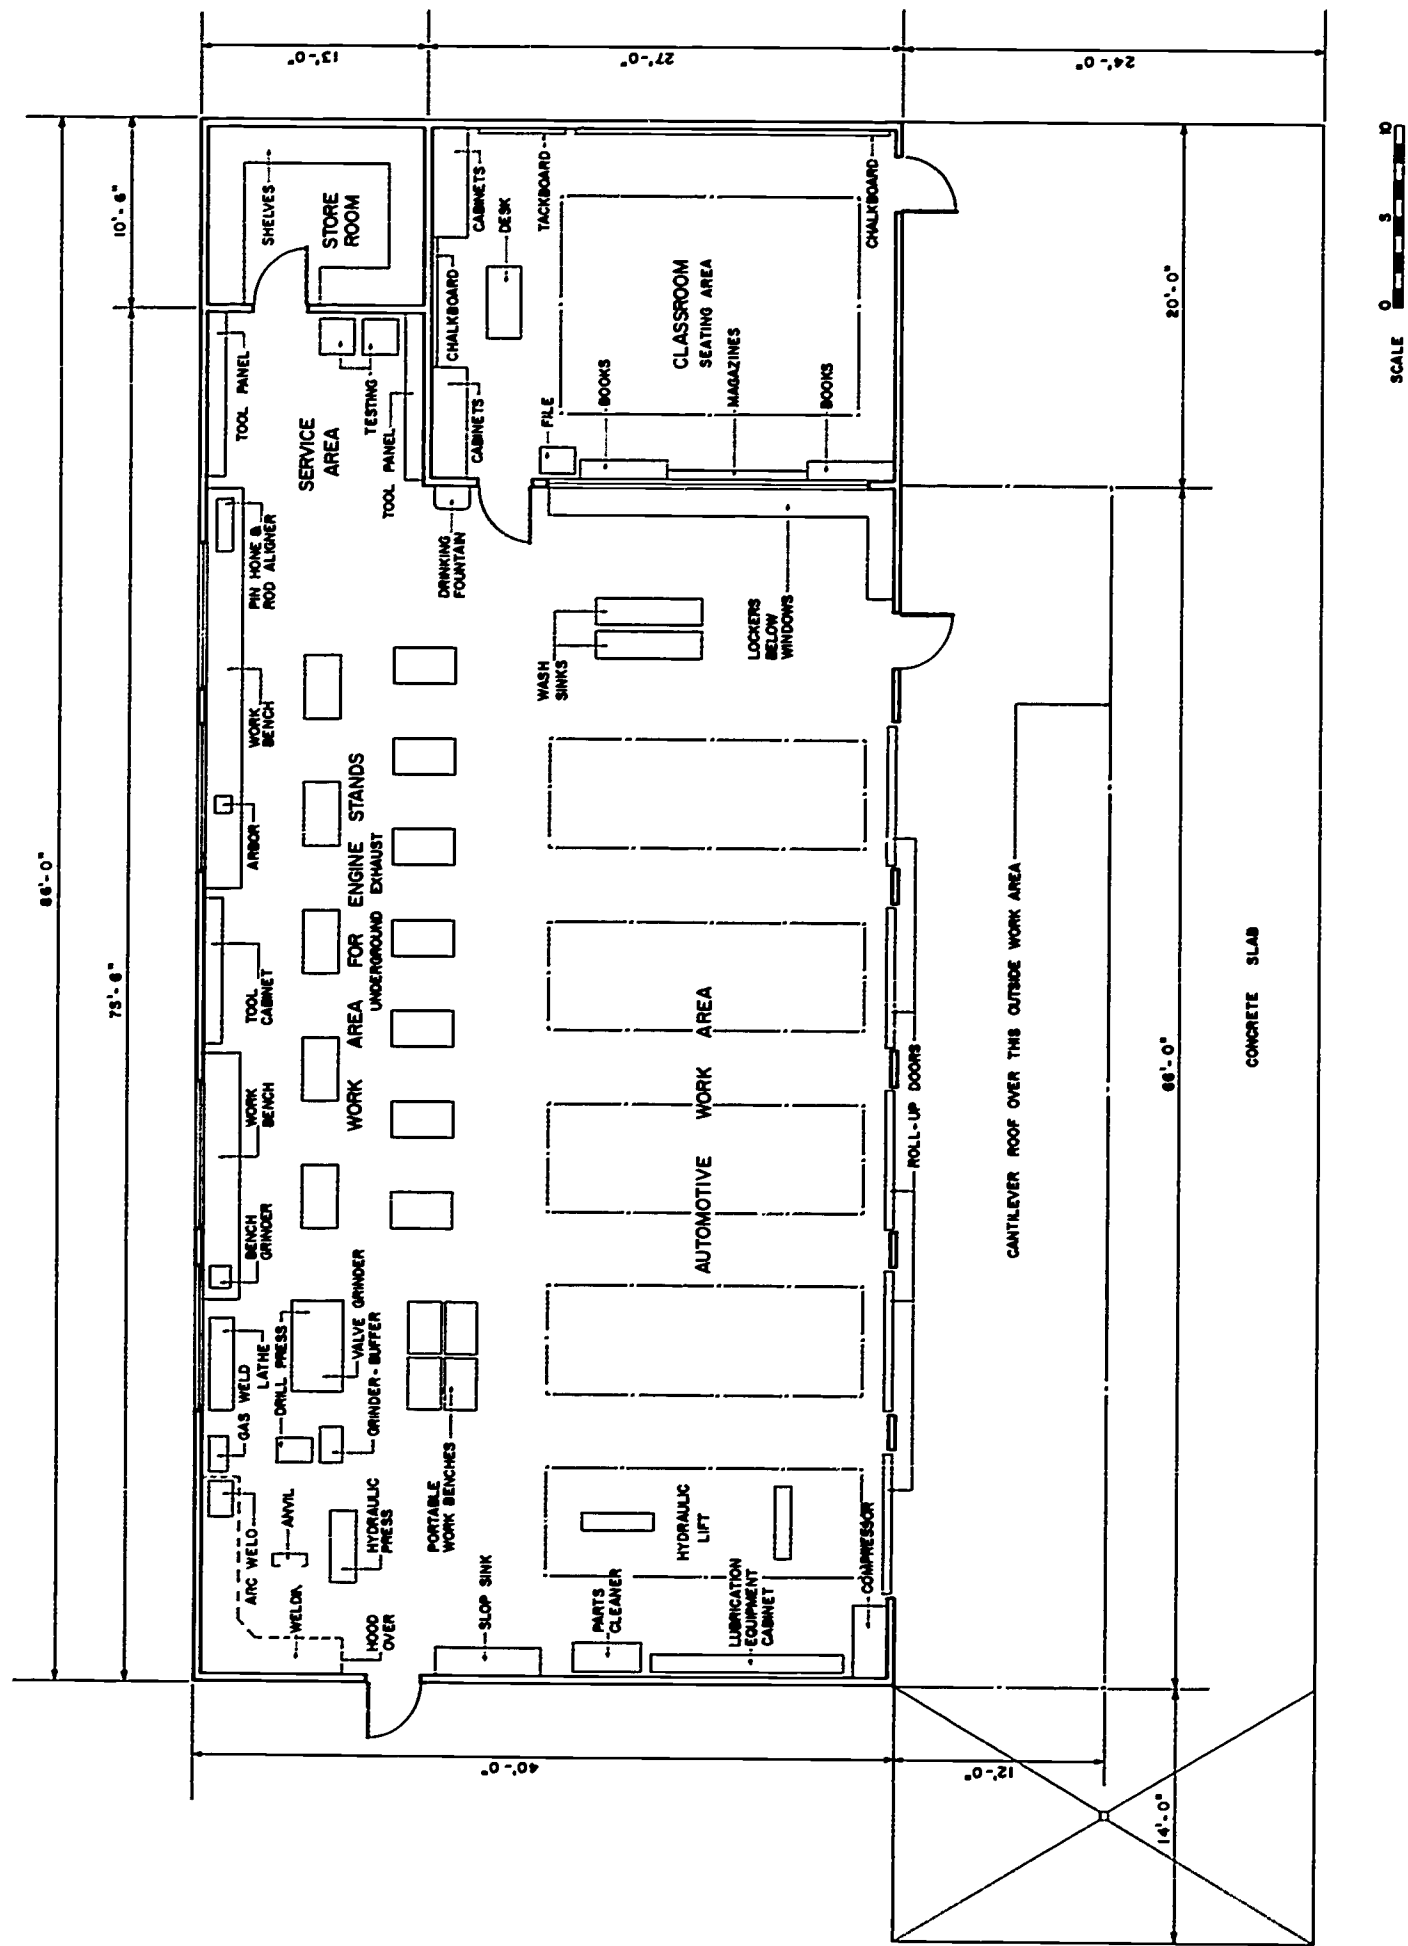 86'-0"
75'-6"
10'-6"
13'-0"
27'-0"
24'-0"
SHELVES
STORE
ROOM
TOOL PANEL
SERVICE
AREA
TESTING
TOOL PANEL
PIN HONE &
ROD ALIGNER
WORK
BENCH
ARBOR
TOOL
CABINET
WORK
BENCH
BENCH
GRINDER
LATHE
GAS WELD
ARC WELD
ANVIL
WELDR.
HOOD
OVER
DRILL PRESS
VALVE GRINDER
GRINDER-BUFFER
HYDRAULIC
PRESS
PORTABLE
WORK BENCHES
WORK AREA FOR ENGINE STANDS
UNDERGROUND EXHAUST
DRINKING
FOUNTAIN
CABINETS
CHALKBOARD
CABINETS
DESK
TACKBOARD
CHALKBOARD
CLASSROOM
SEATING AREA
FILE
BOOKS
MAGAZINES
BOOKS
WASH
SINKS
LOCKERS
BELOW
WINDOWS
AUTOMOTIVE WORK AREA
HYDRAULIC
LIFT
SLOP SINK
PARTS
CLEANER
LUBRICATION
EQUIPMENT
CABINET
COMPRESSOR
ROLL-UP DOORS
CANTILEVER ROOF OVER THIS OUTSIDE WORK AREA
40'-0"
12'-0"
14'-0"
66'-0"
20'-0"
CONCRETE SLAB
SCALE
0 5 10